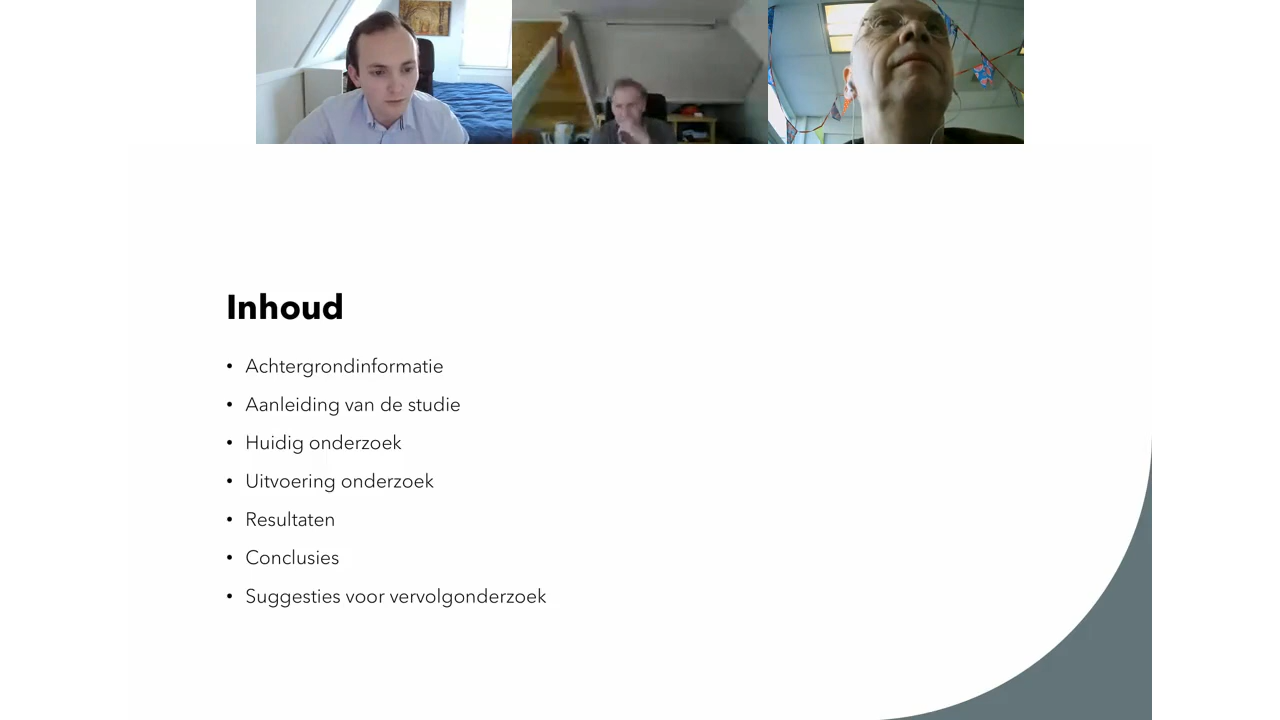 Inhoud
• Achtergrondinformatie
• Aanleiding van de studie
• Huidig onderzoek
• Uitvoering onderzoek
• Resultaten
• Conclusies
• Suggesties voor vervolgonderzoek